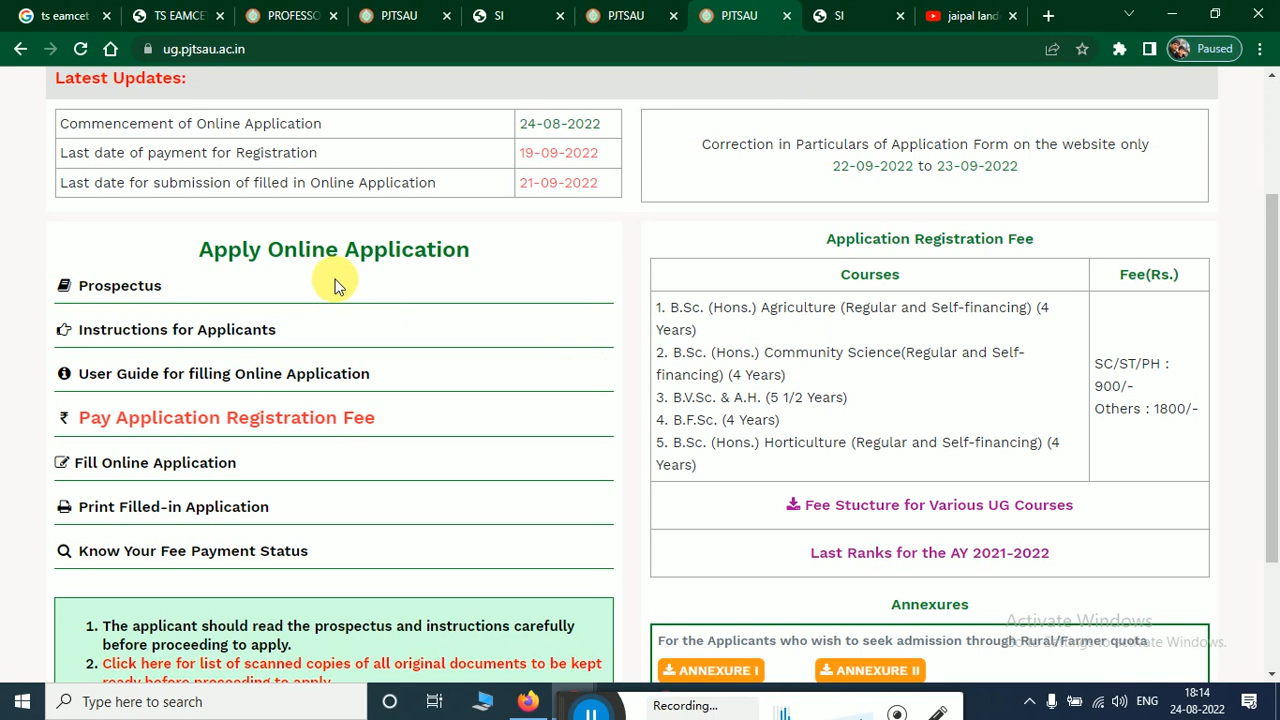 ts eamcet
TS EAMCE
PROFESSO
PJTSAU
SI
PJTSAU
PJTSAU
SI
jaipal land
ug.pjtsau.ac.in
Paused
Latest Updates:
Commencement of Online Application 24-08-2022
Last date of payment for Registration 19-09-2022
Last date for submission of filled in Online Application 21-09-2022
Correction in Particulars of Application Form on the website only
22-09-2022 to 23-09-2022
Apply Online Application
Prospectus
Instructions for Applicants
User Guide for filling Online Application
₹ Pay Application Registration Fee
Fill Online Application
Print Filled-in Application
Know Your Fee Payment Status
1. The applicant should read the prospectus and instructions carefully
before proceeding to apply.
2. Click here for list of scanned copies of all original documents to be kept
ready before proceeding to apply.
Application Registration Fee
Courses Fee(Rs.)
1. B.Sc. (Hons.) Agriculture (Regular and Self-financing) (4
Years)
2. B.Sc. (Hons.) Community Science(Regular and Self-
financing) (4 Years)
3. B.V.Sc. & A.H. (5 1/2 Years)
4. B.F.Sc. (4 Years)
5. B.Sc. (Hons.) Horticulture (Regular and Self-financing) (4
Years)
SC/ST/PH :
900/-
Others : 1800/-
Fee Stucture for Various UG Courses
Last Ranks for the AY 2021-2022
Annexures
For the Applicants who wish to seek admission through Rural/Farmer quota
ANNEXURE I
ANNEXURE II
Activate Windows
Go to Settings to activate Windows.
Type here to search
Recording...
ENG
18:14
24-08-2022